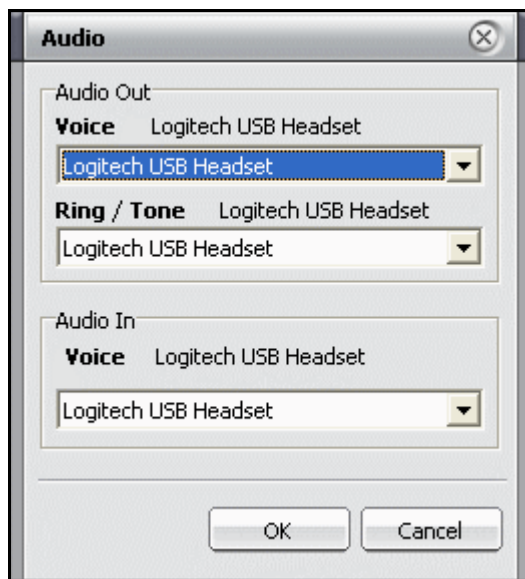 Audio
Audio Out
Voice Logitech USB Headset
Logitech USB Headset
Ring / Tone Logitech USB Headset
Logitech USB Headset
Audio In
Voice Logitech USB Headset
Logitech USB Headset
OK Cancel